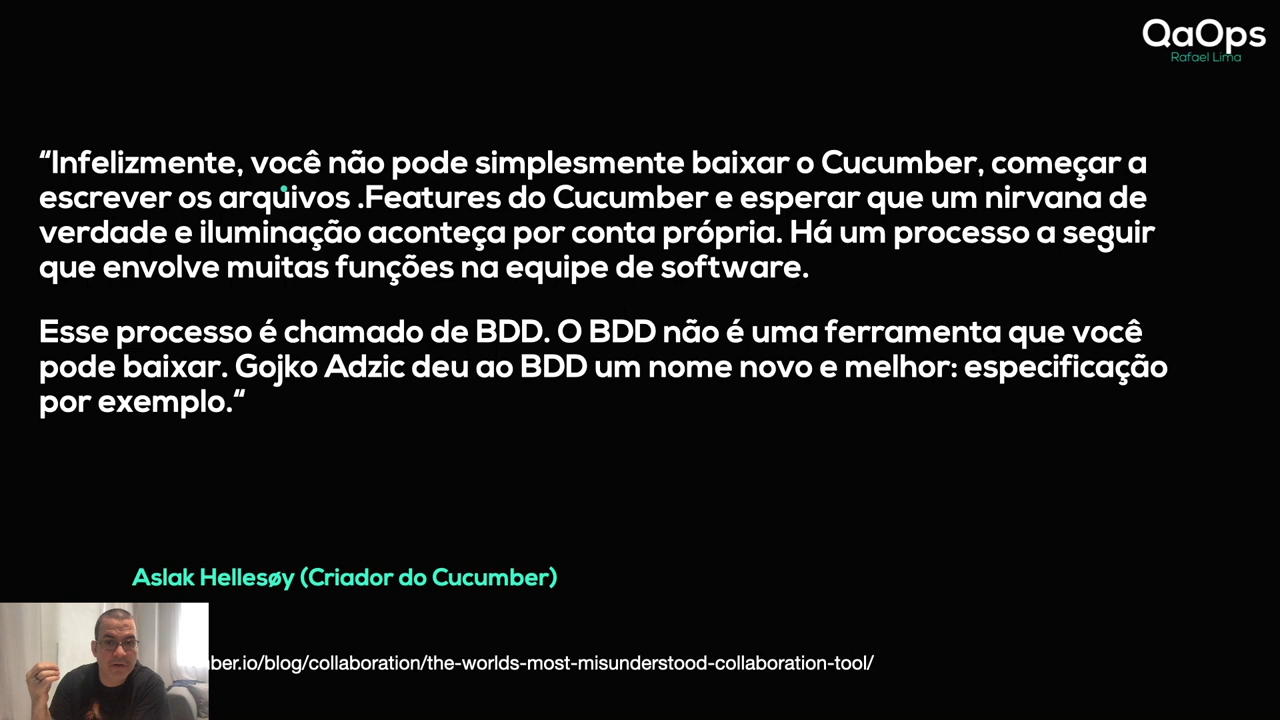 QaOps
Rafael Lima
“Infelizmente, você não pode simplesmente baixar o Cucumber, começar a
escrever os arquivos .Features do Cucumber e esperar que um nirvana de
verdade e iluminação aconteça por conta própria. Há um processo a seguir
que envolve muitas funções na equipe de software.
Esse processo é chamado de BDD. O BDD não é uma ferramenta que você
pode baixar. Gojko Adzic deu ao BDD um nome novo e melhor: especificação
por exemplo.“
Aslak Hellesøy (Criador do Cucumber)
ber.io/blog/collaboration/the-worlds-most-misunderstood-collaboration-tool/